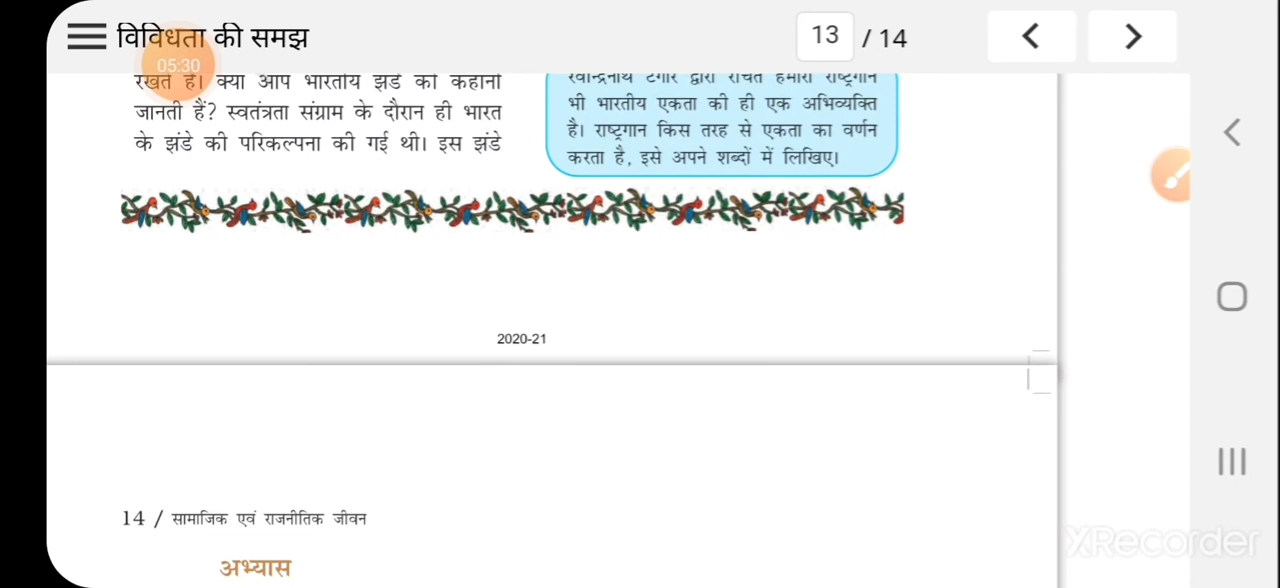 विविधता की समझ
13 / 14
05:30
रखते हैं। क्या आप भारतीय झंडे की कहानी
जानती हैं? स्वतंत्रता संग्राम के दौरान ही भारत
के झंडे की परिकल्पना की गई थी। इस झंडे
रवीन्द्रनाथ टैगोर द्वारा रचित हमारा राष्ट्रगान
भी भारतीय एकता की ही एक अभिव्यक्ति
है। राष्ट्रगान किस तरह से एकता का वर्णन
करता है, इसे अपने शब्दों में लिखिए।
2020-21
14 / सामाजिक एवं राजनीतिक जीवन
अभ्यास
XRecorder